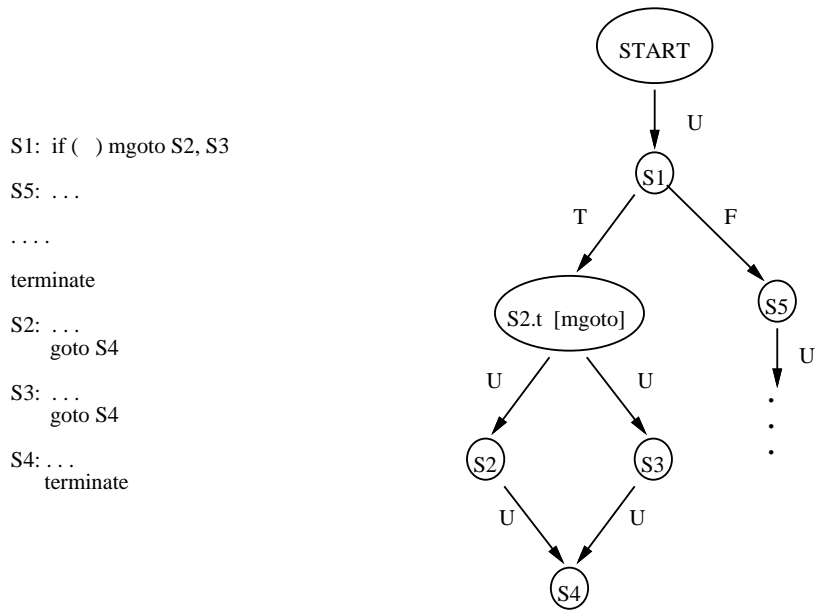 S1: if ( ) mgoto S2, S3
S5: . . .
. . . .
terminate
S2: . . .
goto S4
S3: . . .
goto S4
S4: . . .
terminate
START
U
S1
T
F
S2.t [mgoto]
S5
U
U
U
S2
S3
U
U
S4